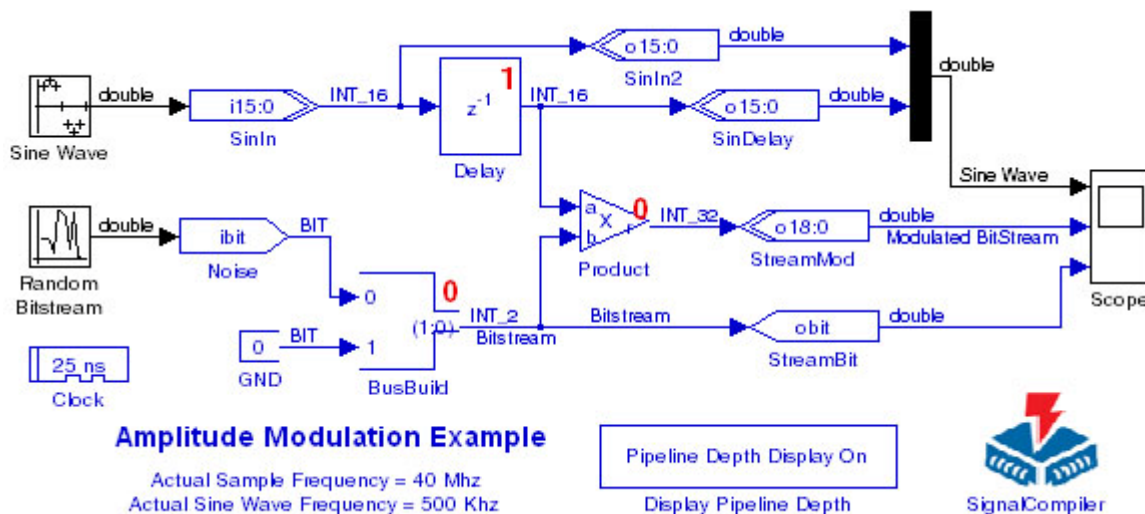 double
o15:0
double
SinIn2
double
1
Sine Wave
double
i15:0
SinIn
INT_16
z-1
Delay
INT_16
o15:0
SinDelay
double
Sine Wave
Random
Bitstream
double
ibit
Noise
BIT
0
0
a
b
X
Product
INT_32
o18:0
StreamMod
double
Modulated BitStream
Scope
0
GND
BIT
1
(1:0)
BusBuild
INT_2
Bitstream
Bitstream
obit
StreamBit
double
25 ns
Clock
Amplitude Modulation Example
Actual Sample Frequency = 40 Mhz
Actual Sine Wave Frequency = 500 Khz
Pipeline Depth Display On
Display Pipeline Depth
SignalCompiler
0